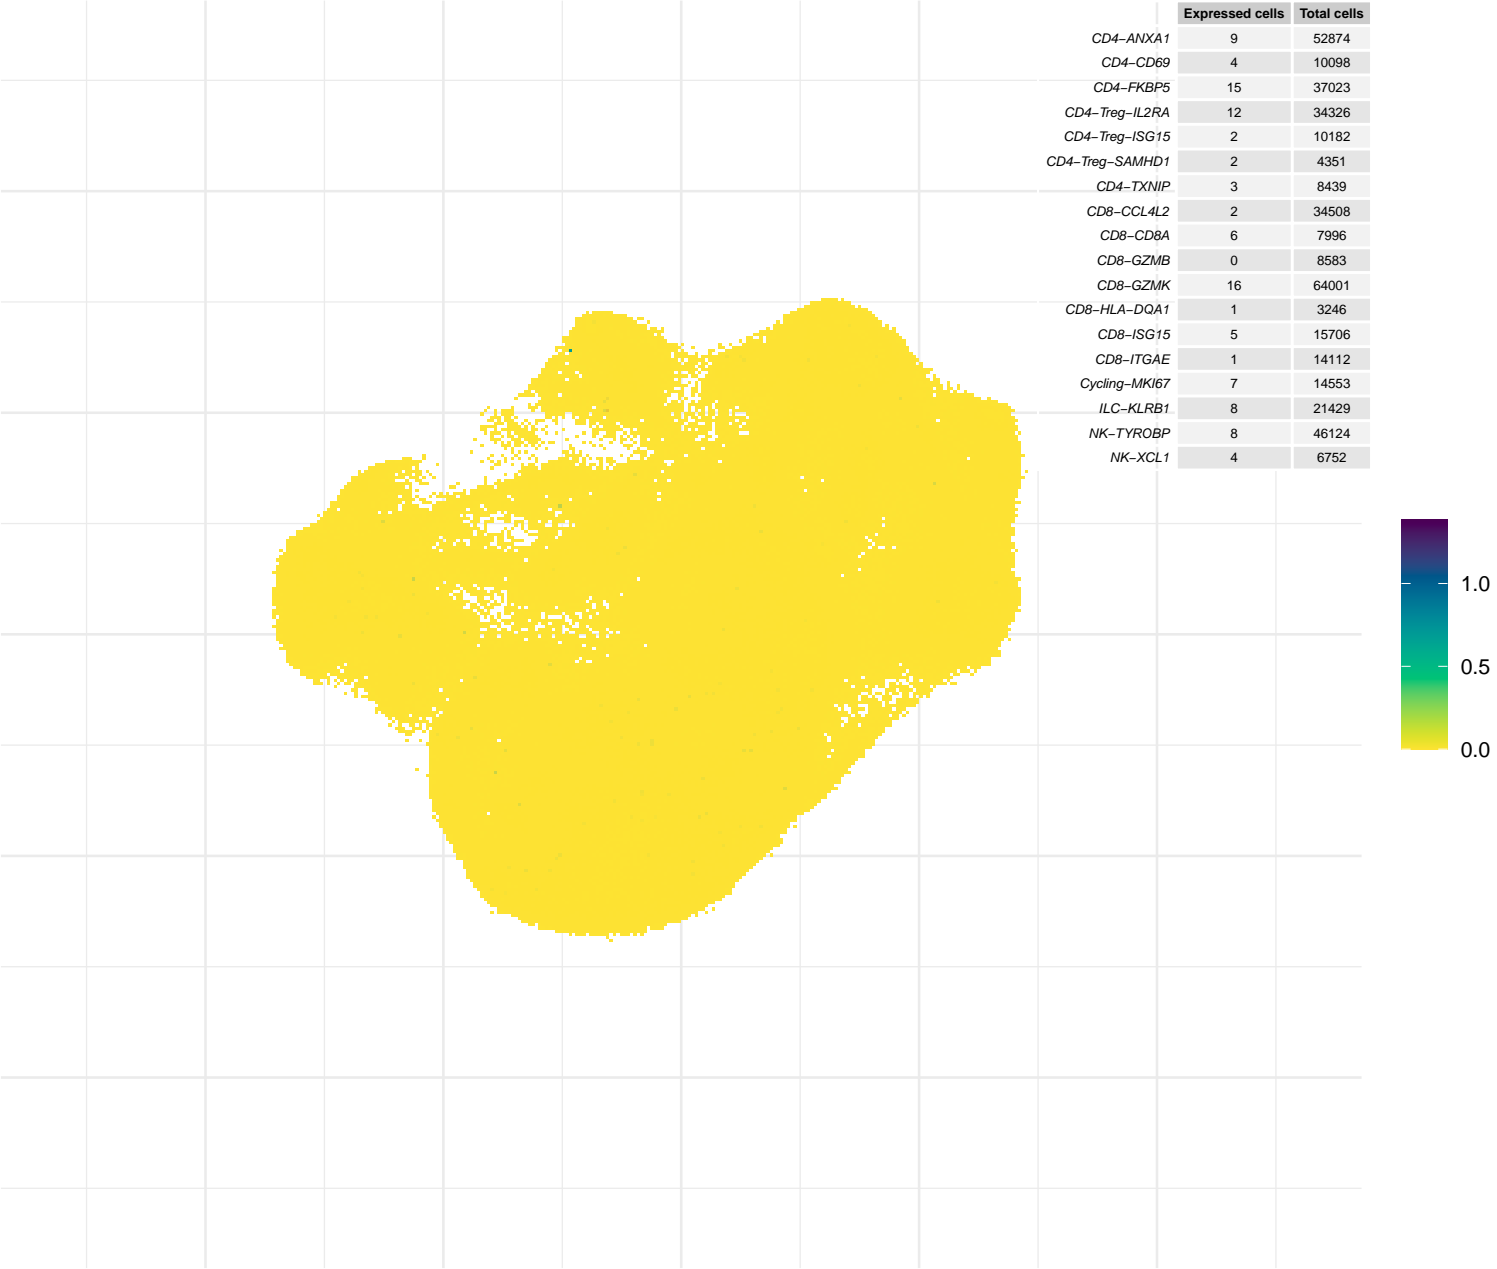 Expressed cells Total cells
CD4−ANXA1 9 52874
CD4−CD69 4 10098
CD4−FKBP5 15 37023
CD4−Treg−IL2RA 12 34326
CD4−Treg−ISG15 2 10182
CD4−Treg−SAMHD1 2 4351
CD4−TXNIP 3 8439
CD8−CCL4L2 2 34508
CD8−CD8A 6 7996
CD8−GZMB 0 8583
CD8−GZMK 16 64001
CD8−HLA−DQA1 1 3246
CD8−ISG15 5 15706
CD8−ITGAE 1 14112
Cycling−MKI67 7 14553
ILC−KLRB1 8 21429
NK−TYROBP 8 46124
NK−XCL1 4 6752
1.0
0.5
0.0